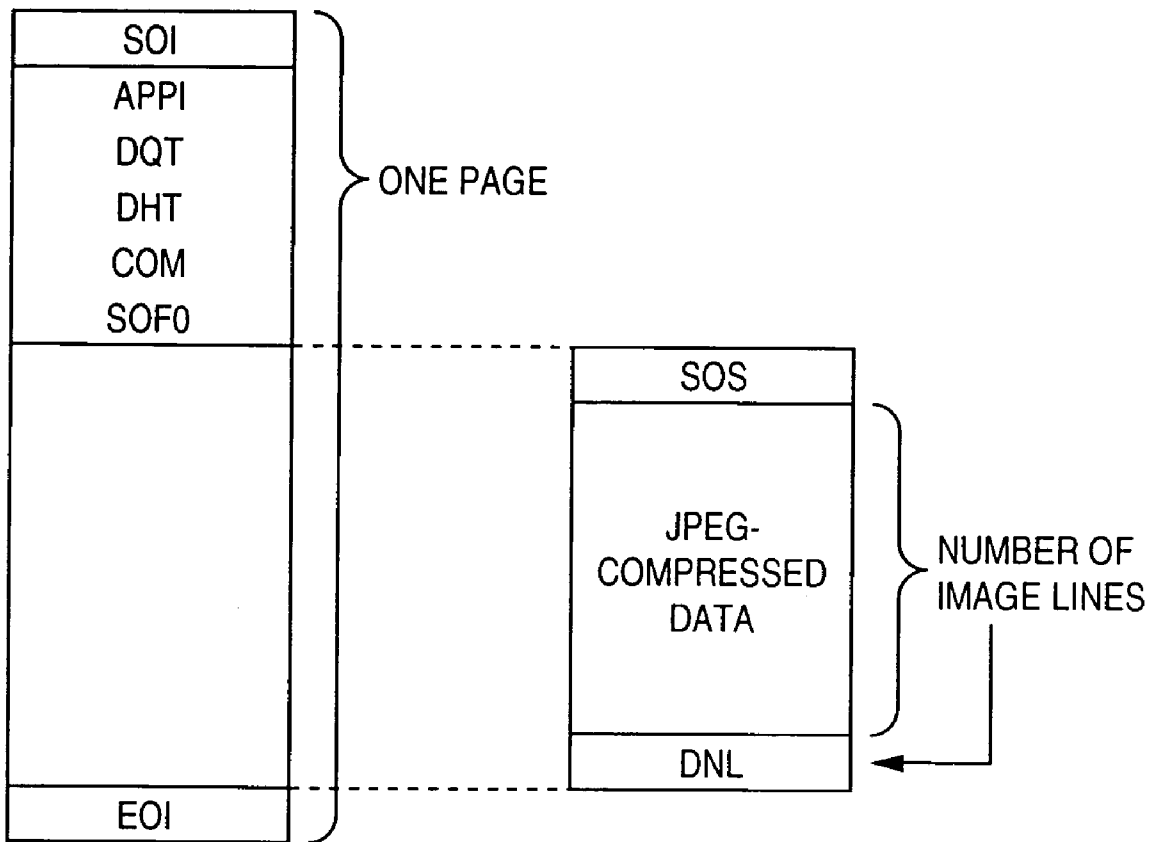 SOI
APPI
DQT
DHT
COM
SOF0
EOI
ONE PAGE
SOS
JPEG-
COMPRESSED
DATA
DNL
NUMBER OF
IMAGE LINES